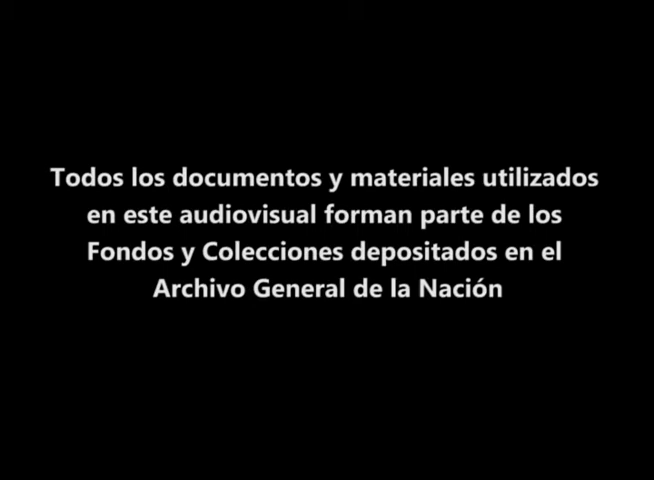 Todos los documentos y materiales utilizados
en este audiovisual forman parte de los
Fondos y Colecciones depositados en el
Archivo General de la Nación